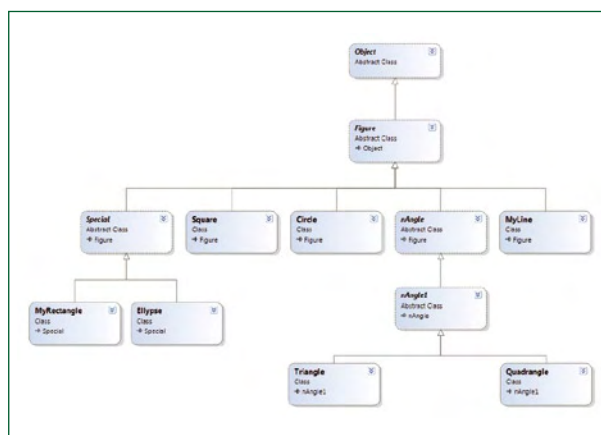 Object
Abstract Class
Figure
Abstract Class
Object
Special
Abstract Class
Figure
Square
Class
Figure
Circle
Class
Figure
nAngle
Abstract Class
Figure
MyLine
Class
Figure
MyRectangle
Class
Special
Ellypse
Class
Special
nAngle1
Abstract Class
nAngle
Triangle
Class
nAngle1
Quadrangle
Class
nAngle1